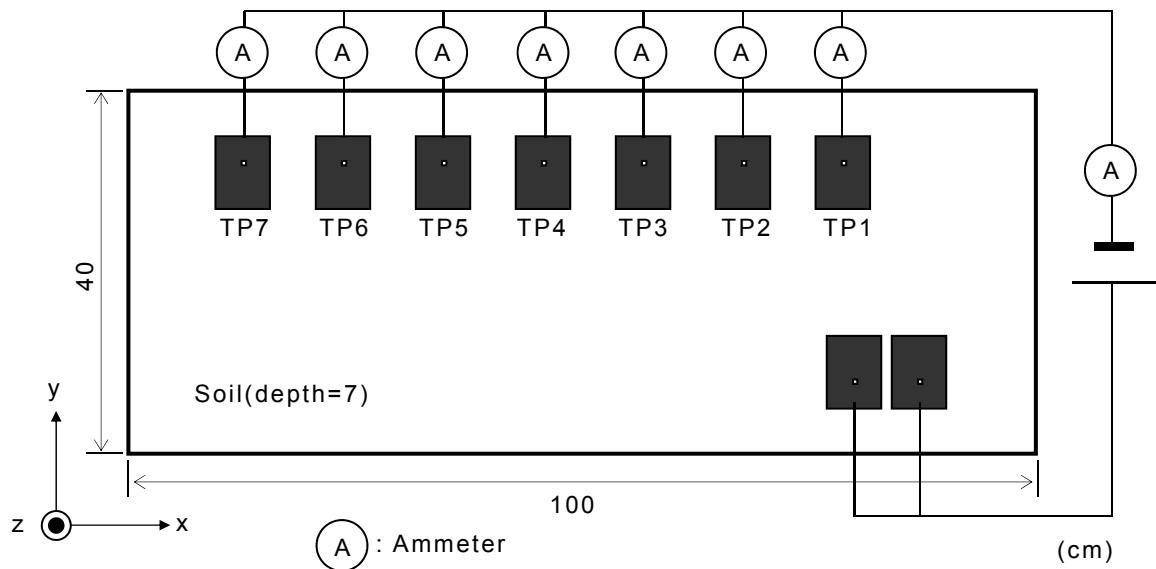 A A A A A A A
A
TP7 TP6 TP5 TP4 TP3 TP2 TP1
40
y
Soil(depth=7)
z x
100
A : Ammeter
(cm)